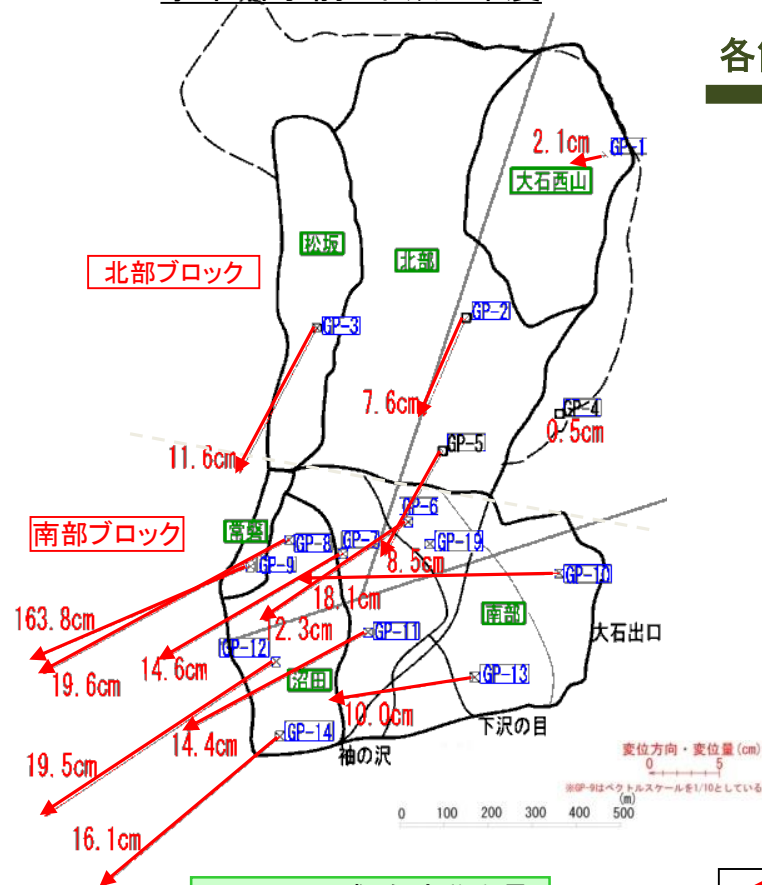 各
2.1cm
GP-1
大石西山
松坂
北部
北部ブロック
GP-3
GP-2
7.6cm
GP-4
0.5cm
11.6cm
GP-5
南部ブロック
常盤
GP-6
GP-8
GP-7
GP-19
GP-9
8.5cm
GP-10
18.1cm
163.8cm
12.3cm
南部
大石出口
GP-11
14.6cm
GP-12
19.6cm
沼田
GP-13
10.0cm
14.4cm
下沢の目
GP-14
袖の沢
19.5cm
変位方向・変位量(cm)
0 5
※GP-9はベクトルスケールを1/10としている
(m)
0 100 200 300 400 500
16.1cm